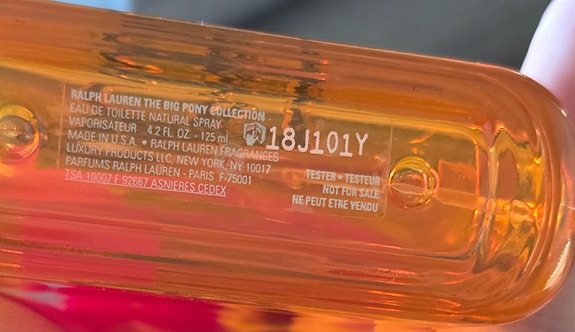 RALPH LAUREN THE BIG PONY COLLECTION
EAU DE TOILETTE NATURAL SPRAY
VAPORISATEUR 4.2 FL. OZ. - 125 ml
18J101Y
MADE IN U.S.A. • RALPH LAUREN FRAGRANCES
LUXURY PRODUCTS LLC, NEW YORK, NY 10017
PARFUMS RALPH LAUREN - PARIS F-75001
TSA 10007 F 92667 ASNIERES CEDEX
TESTER • TESTEUR
NOT FOR SALE
NE PEUT ETRE VENDU